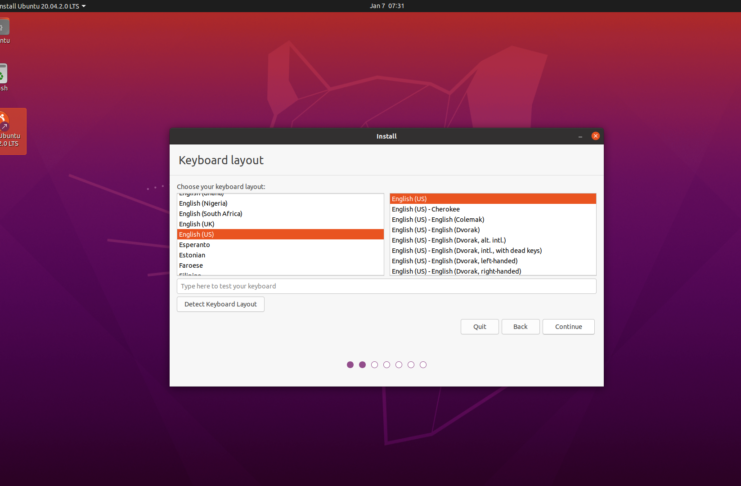 nstall Ubuntu 20.04.2.0 LTS
Jan 7 07:31
ntu
sh
Ubuntu
2.0 LTS
Install
Keyboard layout
Choose your keyboard layout:
English (Ghana)
English (Nigeria)
English (South Africa)
English (UK)
English (US)
Esperanto
Estonian
Faroese
Filipino
English (US)
English (US) - Cherokee
English (US) - English (Colemak)
English (US) - English (Dvorak)
English (US) - English (Dvorak, alt. intl.)
English (US) - English (Dvorak, intl., with dead keys)
English (US) - English (Dvorak, left-handed)
English (US) - English (Dvorak, right-handed)
Type here to test your keyboard
Detect Keyboard Layout
Quit
Back
Continue